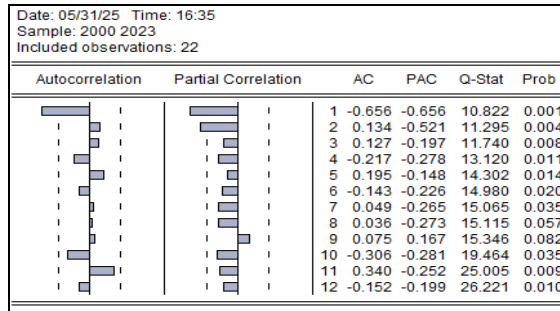 Date: 05/31/25 Time: 16:35
Sample: 2000 2023
Included observations: 22
Autocorrelation Partial Correlation AC PAC Q-Stat Prob
1 -0.656 -0.656 10.822 0.001
2 0.134 -0.521 11.295 0.004
3 0.127 -0.197 11.740 0.008
4 -0.217 -0.278 13.120 0.011
5 0.195 -0.148 14.302 0.014
6 -0.143 -0.226 14.980 0.020
7 0.049 -0.265 15.065 0.035
8 0.036 -0.273 15.115 0.057
9 0.075 0.167 15.346 0.082
10 -0.306 -0.281 19.464 0.035
11 0.340 -0.252 25.005 0.009
12 -0.152 -0.199 26.221 0.010